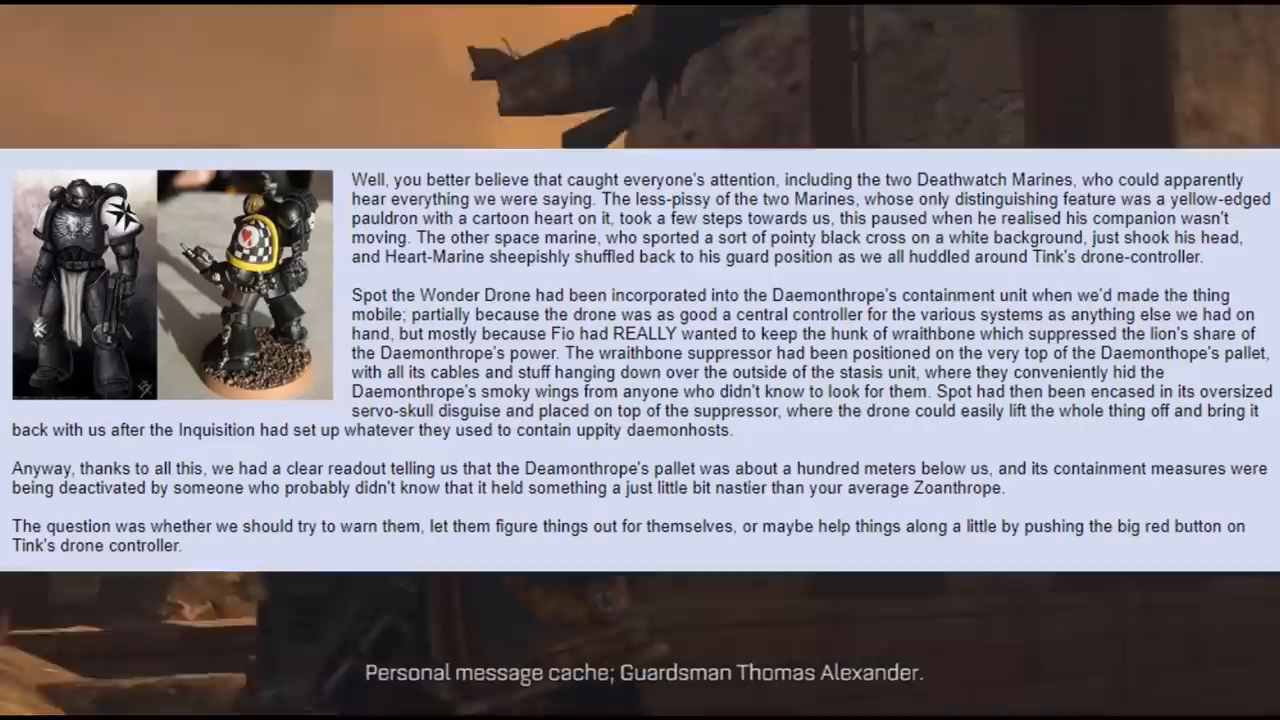 Well, you better believe that caught everyone's attention, including the two Deathwatch Marines, who could apparently
hear everything we were saying. The less-pissy of the two Marines, whose only distinguishing feature was a yellow-edged
pauldron with a cartoon heart on it, took a few steps towards us, this paused when he realised his companion wasn't
moving. The other space marine, who sported a sort of pointy black cross on a white background, just shook his head,
and Heart-Marine sheepishly shuffled back to his guard position as we all huddled around Tink's drone-controller.
Spot the Wonder Drone had been incorporated into the Daemonthrope's containment unit when we'd made the thing
mobile; partially because the drone was as good a central controller for the various systems as anything else we had on
hand, but mostly because Fio had REALLY wanted to keep the hunk of wraithbone which suppressed the lion's share of
the Daemonthrope's power. The wraithbone suppressor had been positioned on the very top of the Daemonthope's pallet,
with all its cables and stuff hanging down over the outside of the stasis unit, where they conveniently hid the
Daemonthrope's smoky wings from anyone who didn't know to look for them. Spot had then been encased in its oversized
servo-skull disguise and placed on top of the suppressor, where the drone could easily lift the whole thing off and bring it
back with us after the Inquisition had set up whatever they used to contain uppity daemonhosts.
Anyway, thanks to all this, we had a clear readout telling us that the Deamonthrope's pallet was about a hundred meters below us, and its containment measures were
being deactivated by someone who probably didn't know that it held something a just little bit nastier than your average Zoanthrope.
The question was whether we should try to warn them, let them figure things out for themselves, or maybe help things along a little by pushing the big red button on
Tink's drone controller.
Personal message cache; Guardsman Thomas Alexander.